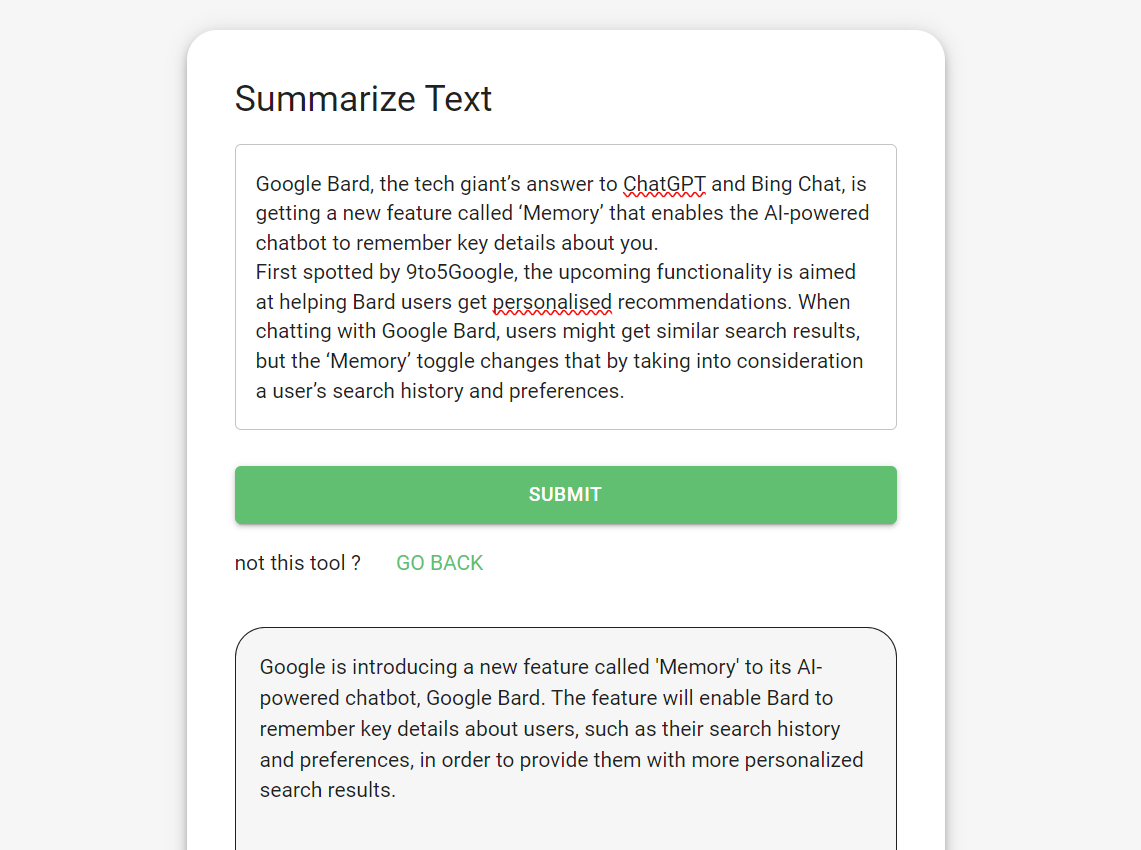 Summarize Text
Google Bard, the tech giant’s answer to ChatGPT and Bing Chat, is
getting a new feature called ‘Memory’ that enables the AI-powered
chatbot to remember key details about you.
First spotted by 9to5Google, the upcoming functionality is aimed
at helping Bard users get personalised recommendations. When
chatting with Google Bard, users might get similar search results,
but the ‘Memory’ toggle changes that by taking into consideration
a user’s search history and preferences.
SUBMIT
not this tool ? GO BACK
Google is introducing a new feature called 'Memory' to its AI-
powered chatbot, Google Bard. The feature will enable Bard to
remember key details about users, such as their search history
and preferences, in order to provide them with more personalized
search results.